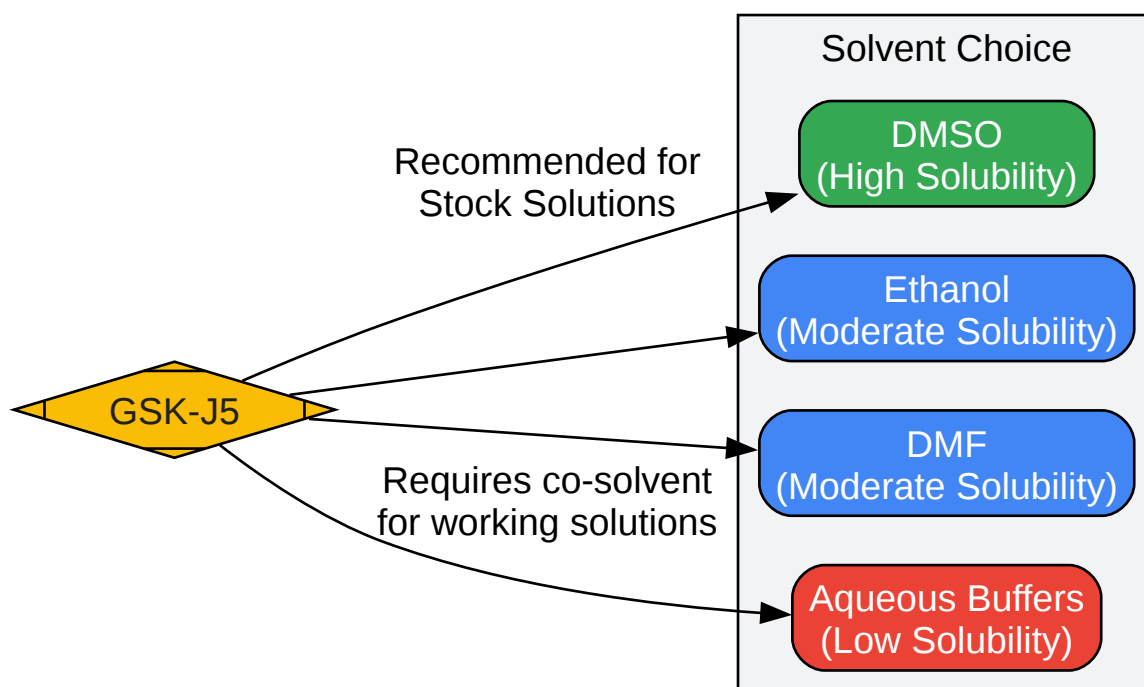 Solvent Choice
DMSO
(High Solubility)
Recommended for
Stock Solutions
Ethanol
(Moderate Solubility)
GSK-J5
DMF
(Moderate Solubility)
Requires co-solvent
for working solutions
Aqueous Buffers
(Low Solubility)